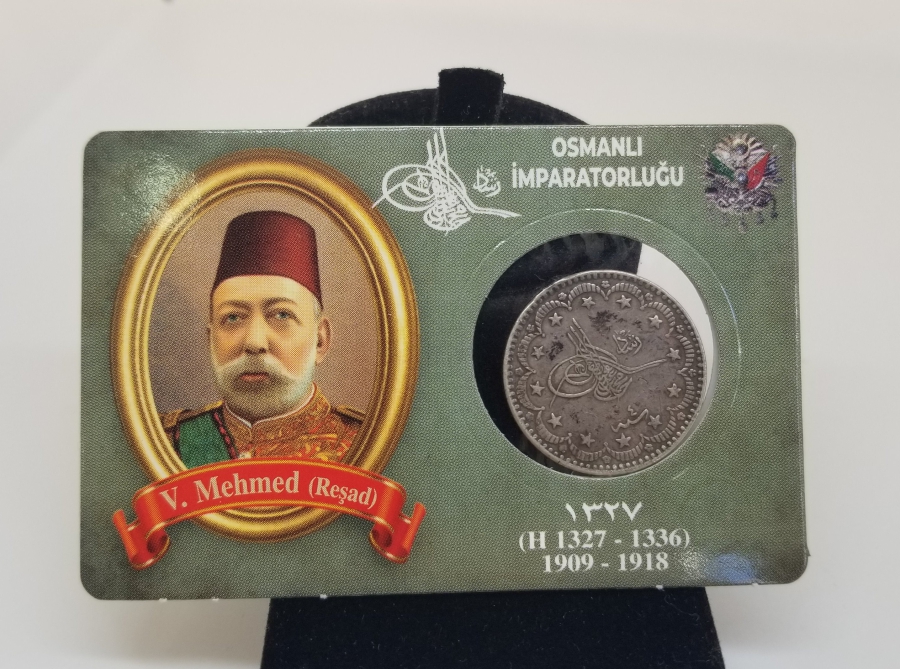 OSMANLI
İMPARATORLUĞU
V. Mehmed (Reşad)
١٣٢٧
(H 1327 - 1336)
1909 - 1918